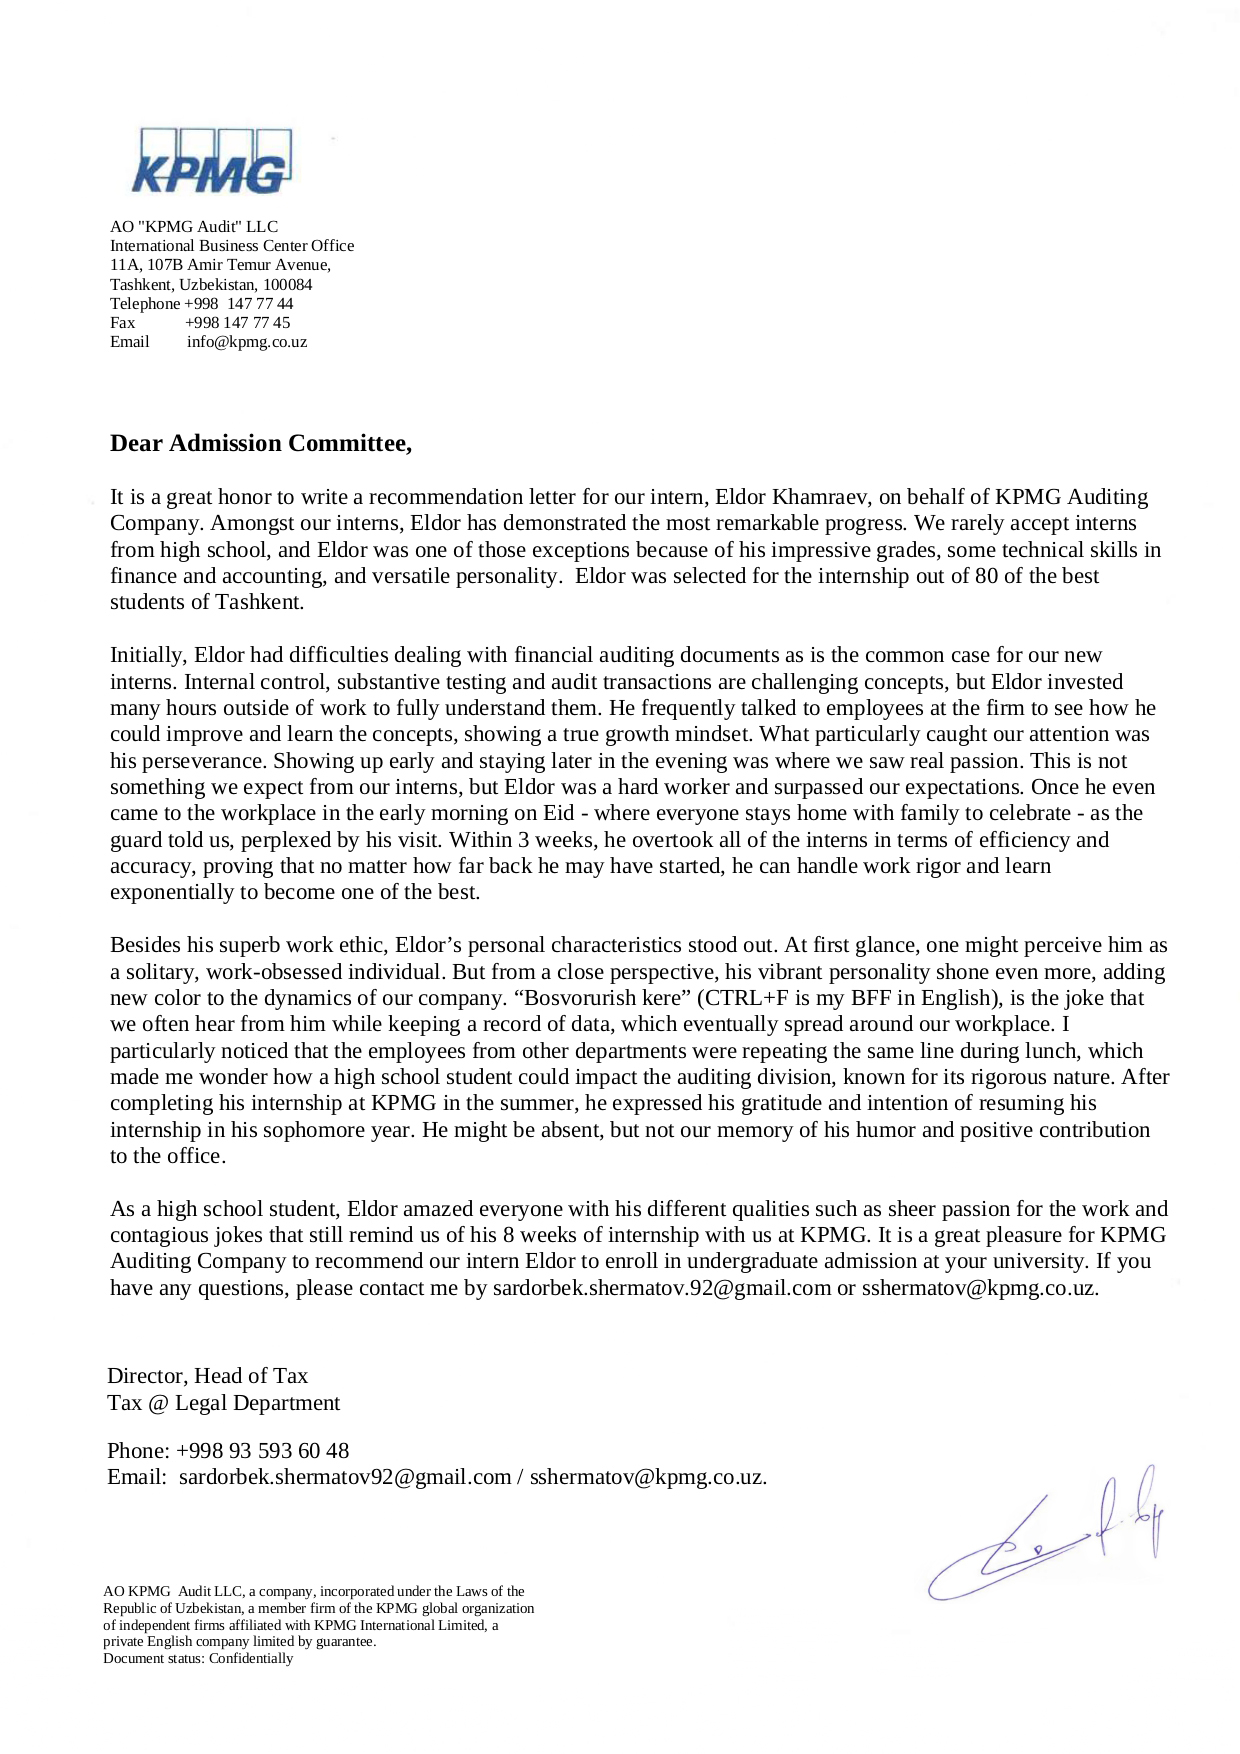 KPMG
AO "KPMG Audit" LLC
International Business Center Office
11A, 107B Amir Temur Avenue,
Tashkent, Uzbekistan, 100084
Telephone +998  147 77 44
Fax +998 147 77 45
Email info@kpmg.co.uz
Dear Admission Committee,
It is a great honor to write a recommendation letter for our intern, Eldor Khamraev, on behalf of KPMG Auditing
Company. Amongst our interns, Eldor has demonstrated the most remarkable progress. We rarely accept interns
from high school, and Eldor was one of those exceptions because of his impressive grades, some technical skills in
finance and accounting, and versatile personality.  Eldor was selected for the internship out of 80 of the best
students of Tashkent.
Initially, Eldor had difficulties dealing with financial auditing documents as is the common case for our new
interns. Internal control, substantive testing and audit transactions are challenging concepts, but Eldor invested
many hours outside of work to fully understand them. He frequently talked to employees at the firm to see how he
could improve and learn the concepts, showing a true growth mindset. What particularly caught our attention was
his perseverance. Showing up early and staying later in the evening was where we saw real passion. This is not
something we expect from our interns, but Eldor was a hard worker and surpassed our expectations. Once he even
came to the workplace in the early morning on Eid - where everyone stays home with family to celebrate - as the
guard told us, perplexed by his visit. Within 3 weeks, he overtook all of the interns in terms of efficiency and
accuracy, proving that no matter how far back he may have started, he can handle work rigor and learn
exponentially to become one of the best.
Besides his superb work ethic, Eldor’s personal characteristics stood out. At first glance, one might perceive him as
a solitary, work-obsessed individual. But from a close perspective, his vibrant personality shone even more, adding
new color to the dynamics of our company. “Bosvorurish kere” (CTRL+F is my BFF in English), is the joke that
we often hear from him while keeping a record of data, which eventually spread around our workplace. I
particularly noticed that the employees from other departments were repeating the same line during lunch, which
made me wonder how a high school student could impact the auditing division, known for its rigorous nature. After
completing his internship at KPMG in the summer, he expressed his gratitude and intention of resuming his
internship in his sophomore year. He might be absent, but not our memory of his humor and positive contribution
to the office.
As a high school student, Eldor amazed everyone with his different qualities such as sheer passion for the work and
contagious jokes that still remind us of his 8 weeks of internship with us at KPMG. It is a great pleasure for KPMG
Auditing Company to recommend our intern Eldor to enroll in undergraduate admission at your university. If you
have any questions, please contact me by sardorbek.shermatov.92@gmail.com or sshermatov@kpmg.co.uz.
Director, Head of Tax
Tax @ Legal Department
Phone: +998 93 593 60 48
Email:  sardorbek.shermatov92@gmail.com / sshermatov@kpmg.co.uz.
AO KPMG  Audit LLC, a company, incorporated under the Laws of the
Republic of Uzbekistan, a member firm of the KPMG global organization
of independent firms affiliated with KPMG International Limited, a
private English company limited by guarantee.
Document status: Confidentially